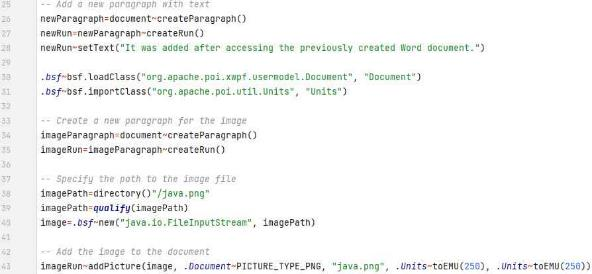 25 -- Add a new paragraph with text
26 newParagraph=document~createParagraph()
27 newRun=newParagraph~createRun()
28 newRun~setText("It was added after accessing the previously created Word document.")
29
30 .bsf~bsf.loadClass("org.apache.poi.xwpf.usermodel.Document", "Document")
31 .bsf~bsf.importClass("org.apache.poi.util.Units", "Units")
32
33 -- Create a new paragraph for the image
34 imageParagraph=document~createParagraph()
35 imageRun=imageParagraph~createRun()
36
37 -- Specify the path to the image file
38 imagePath=directory()"/java.png"
39 imagePath=qualify(imagePath)
40 image=.bsf~new("java.io.FileInputStream", imagePath)
41
42 -- Add the image to the document
43 imageRun~addPicture(image, .Document~PICTURE_TYPE_PNG, "java.png", .Units~toEMU(250), .Units~toEMU(250))